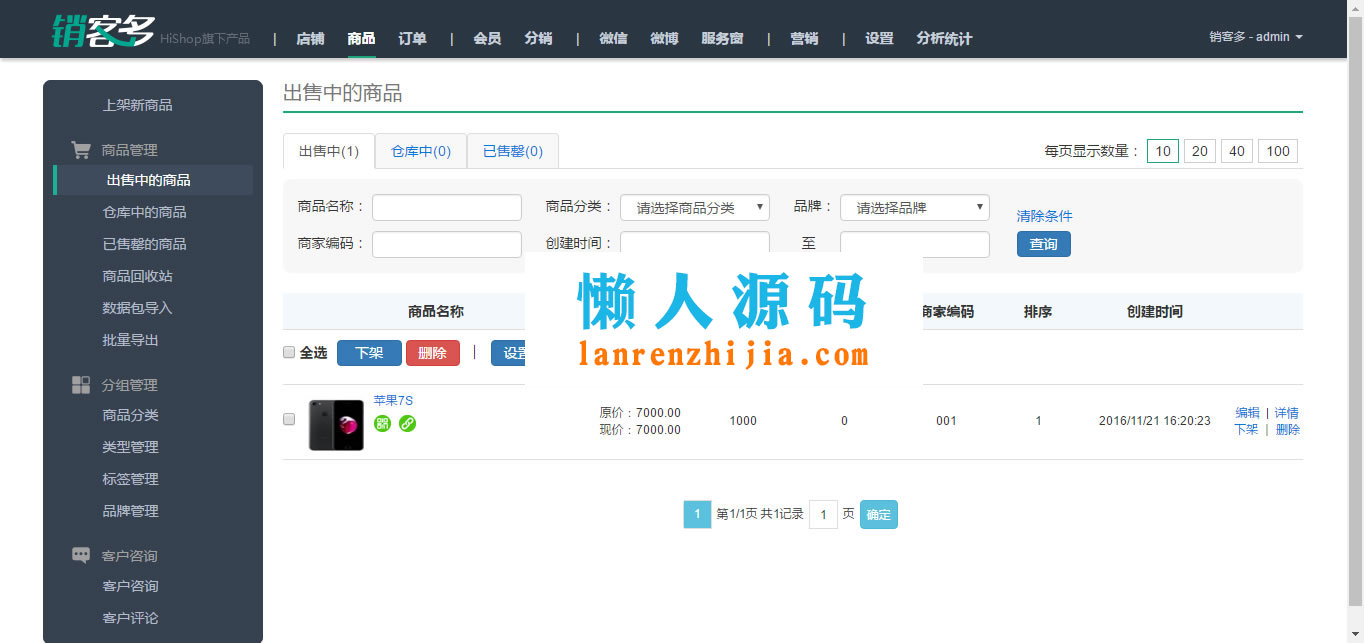 销客多 HiShop旗下产品 | 店铺 商品 订单 | 会员 分销 | 微信 微博 服务窗 | 营销 | 设置 分析统计 销客多 - admin
上架新商品
商品管理
出售中的商品
仓库中的商品
已售罄的商品
商品回收站
数据包导入
批量导出
分组管理
商品分类
类型管理
标签管理
品牌管理
客户咨询
客户咨询
客户评论
出售中的商品
出售中(1) 仓库中(0) 已售罄(0) 每页显示数量： 10 20 40 100
商品名称： 商品分类： 请选择商品分类 品牌： 请选择品牌 清除条件
商家编码： 创建时间： 至 查询
商品名称 商家编码 排序 创建时间
懒人源码
lanrenzhijia.com
全选 下架 删除 | 设置
苹果7S
原价：7000.00
现价：7000.00
1000 0 001 1 2016/11/21 16:20:23
编辑 | 详情
下架 | 删除
1 第1/1页 共1记录 1 页 确定